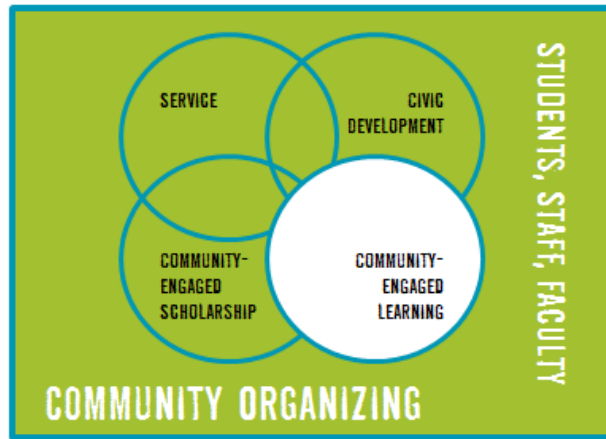 SERVICE
CIVIC
DEVELOPMENT
COMMUNITY-
ENGAGED
SCHOLARSHIP
COMMUNITY-
ENGAGED
LEARNING
STUDENTS, STAFF, FACULTY
COMMUNITY ORGANIZING